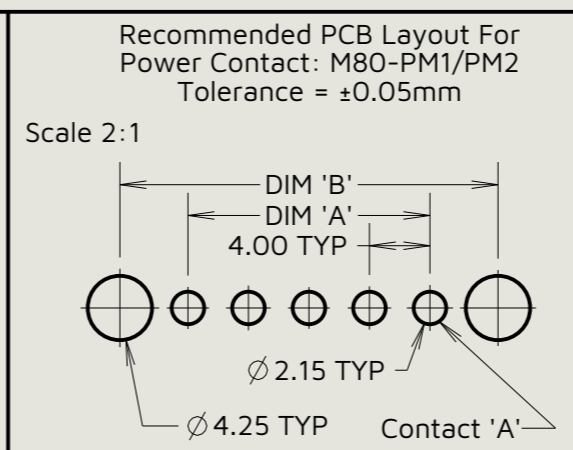 Recommended PCB Layout For
Power Contact: M80-PM1/PM2
Tolerance = ±0.05mm
Scale 2:1
DIM 'B'
DIM 'A'
4.00 TYP
∅2.15 TYP
∅4.25 TYP
Contact 'A'